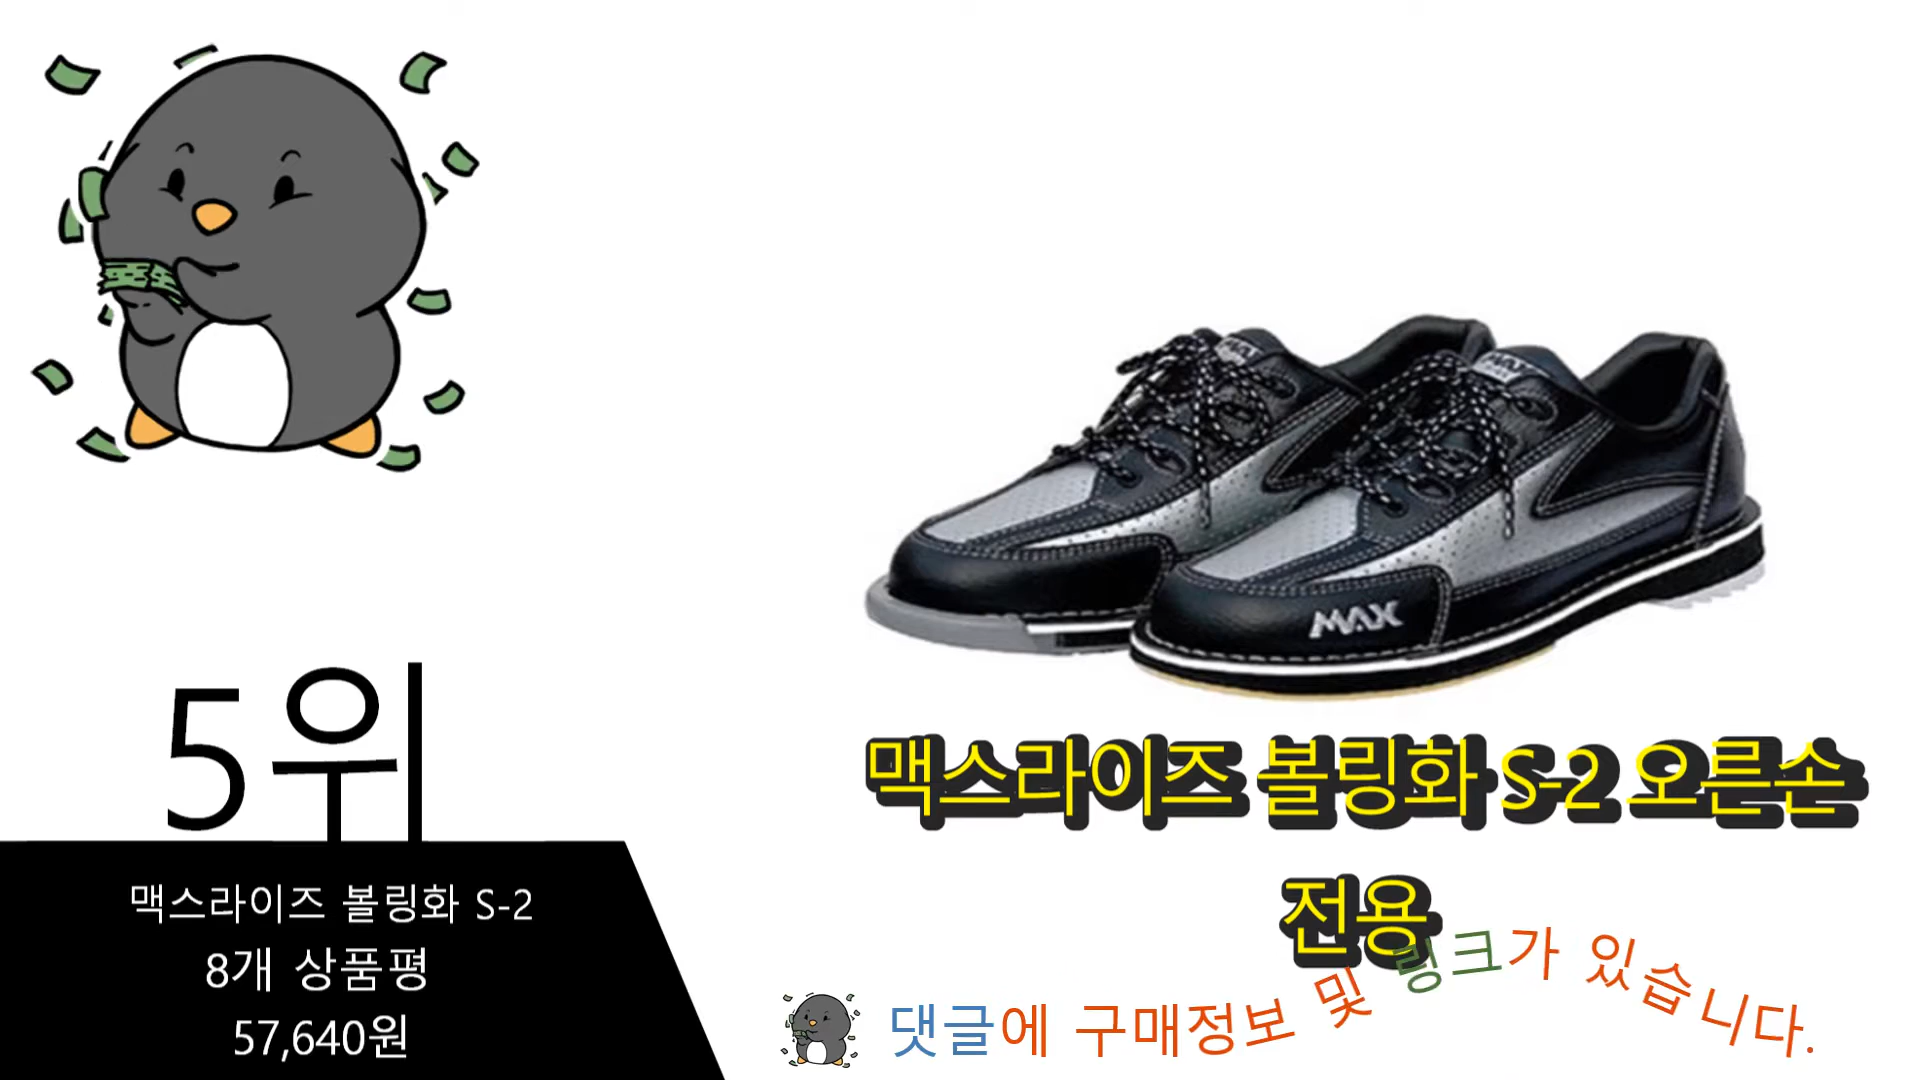 5위
맥스라이즈 볼링화 S-2
8개 상품평
57,640원
MAX
맥스라이즈 볼링화 S-2 오른손
전용
댓글에 구매정보 및 링크가 있습니다.